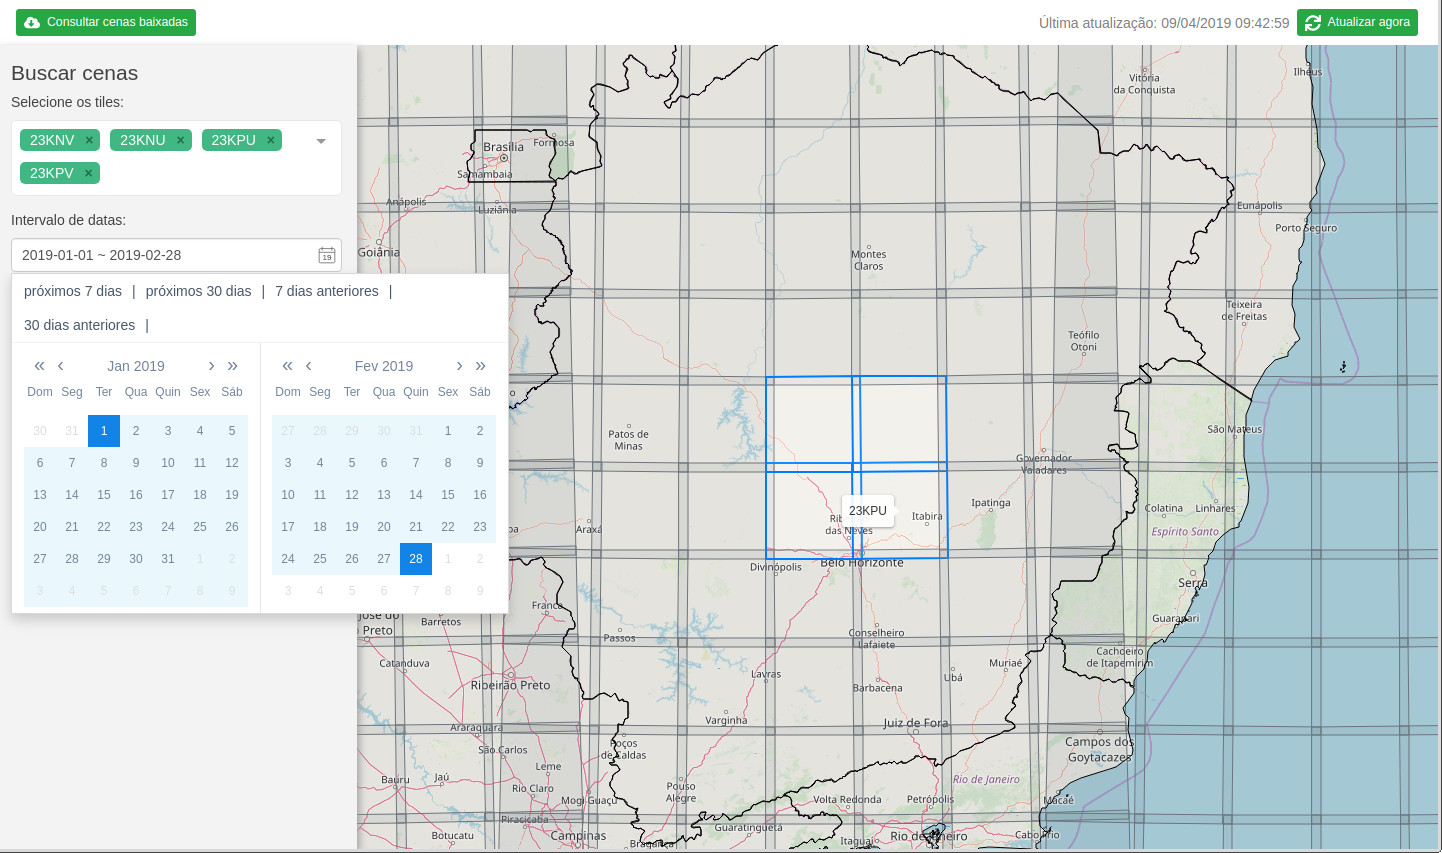 Consultar cenas baixadas
Última atualização: 09/04/2019 09:42:59
Atualizar agora
Buscar cenas
Selecione os tiles:
23KNV × 23KNU × 23KPU ×
23KPV ×
Intervalo de datas:
2019-01-01 ~ 2019-02-28
19
próximos 7 dias | próximos 30 dias | 7 dias anteriores |
30 dias anteriores |
« ‹ Jan 2019 › »
Dom Seg Ter Qua Quin Sex Sáb
30 31 1 2 3 4 5
6 7 8 9 10 11 12
13 14 15 16 17 18 19
20 21 22 23 24 25 26
27 28 29 30 31 1 2
3 4 5 6 7 8 9
« ‹ Fev 2019 › »
Dom Seg Ter Qua Quin Sex Sáb
27 28 29 30 31 1 2
3 4 5 6 7 8 9
10 11 12 13 14 15 16
17 18 19 20 21 22 23
24 25 26 27 28 1 2
3 4 5 6 7 8 9
Ilhéus
Vitória
da Conquista
Brasília
Formosa
Samambaia
Anápolis
Luziânia
Goiânia
Eunápolis
Porto Seguro
Montes
Claros
Teixeira
de Freitas
Teófilo
Otoni
Patos de
Minas
São Mateus
Governador
Valadares
Ipatinga
Colatina
Linhares
23KPU
Itabira
das Neves
Araxá
Espírito Santo
Belo Horizonte
Divinópolis
Serra
Franca
Guarapari
José do
Preto
Barretos
Passos
Conselheiro
Lafaiete
Cachoeiro
de Itapemirim
Catanduva
Muriaé
Lavras
Ubá
Ribeirão Preto
Barbacena
Varginha
Juiz de Fora
Araraquara
São Carlos
Poços
de Caldas
Campos dos
Goytacazes
Leme
Bauru
Jaú
Rio Claro
Pouso
Alegre
Rio de Janeiro
Mogi Guaçu
Volta Redonda
Petrópolis
Macaé
Piracicaba
Guaratinguetá
Botucatu
Campinas
Itaguaí
Rio de Janeiro
Cabo Frio
Bragança